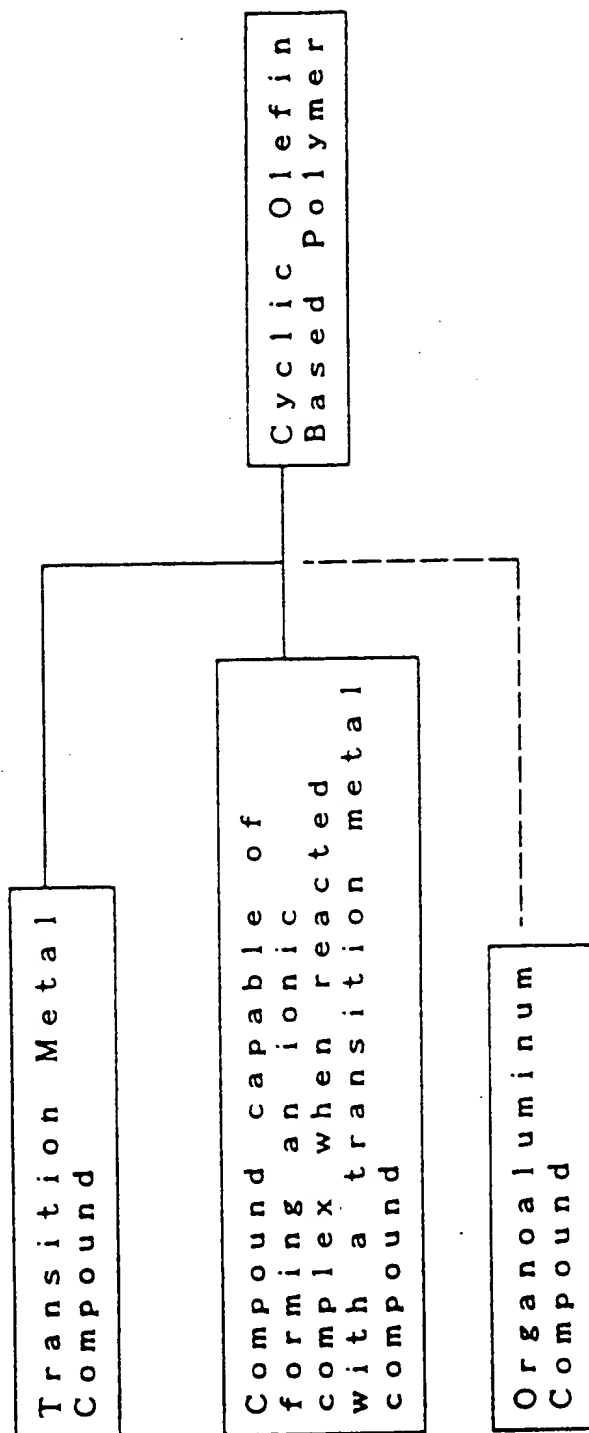 Transition Metal
Compound
Compound capable of
forming an ionic
complex when reacted
with a transition metal
compound
Organoaluminum
Compound
Cyclic Olefin
Based Polymer